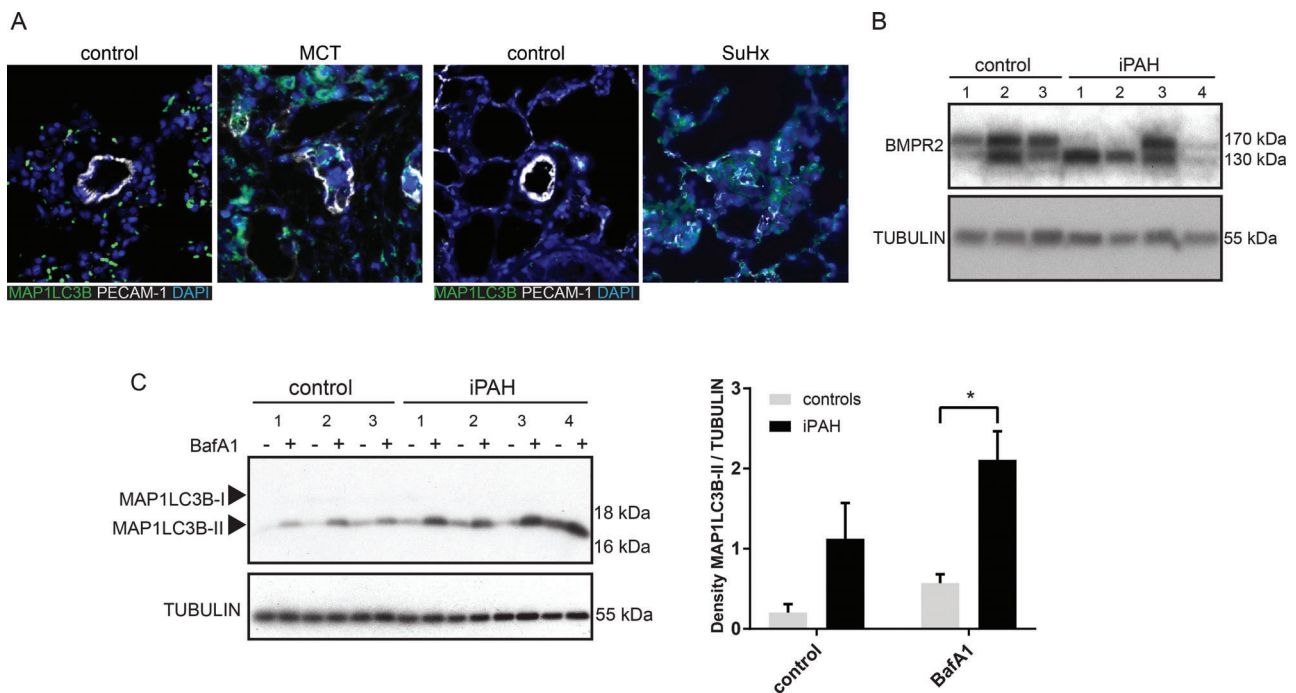 A
control MCT control SuHx
MAP1LC3B PECAM-1 DAPI MAP1LC3B PECAM-1 DAPI
B
control iPAH
1 2 3 1 2 3 4
BMPR2
170 kDa
130 kDa
TUBULIN
55 kDa
C
control iPAH
1 2 3 1 2 3 4
BafA1 - + - + - + - + - + - + - +
MAP1LC3B-I
MAP1LC3B-II
18 kDa
16 kDa
TUBULIN
55 kDa
Density MAP1LC3B-II / TUBULIN
3
2
1
0
controls
iPAH
*
control
BafA1